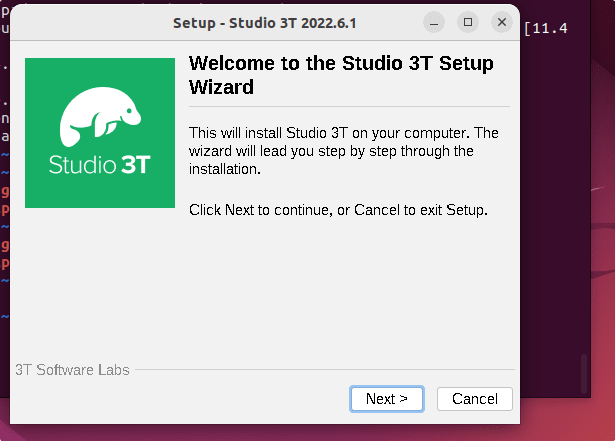 Setup - Studio 3T 2022.6.1
[11.4
Welcome to the Studio 3T Setup
Wizard
This will install Studio 3T on your computer. The
wizard will lead you step by step through the
installation.
Studio 3T
Click Next to continue, or Cancel to exit Setup.
3T Software Labs
Next >
Cancel